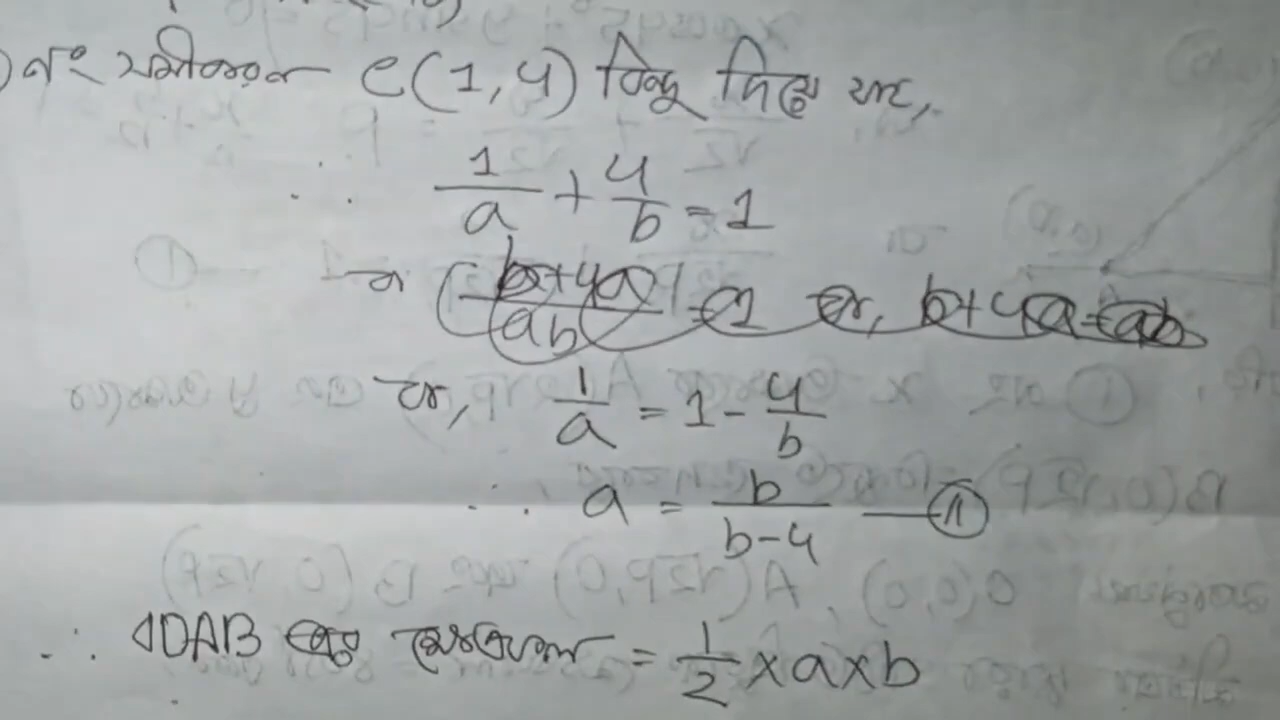 ) নং সমীকরণ C(1,4) বিন্দু দিয়ে যায়,
∴ 1/a + 4/b = 1
বা, 1/a = 1 - 4/b
∴ a = b/(b-4) — ⓘⓘ
∴ ΔOAB এর ক্ষেত্রফল = 1/2 × a × b